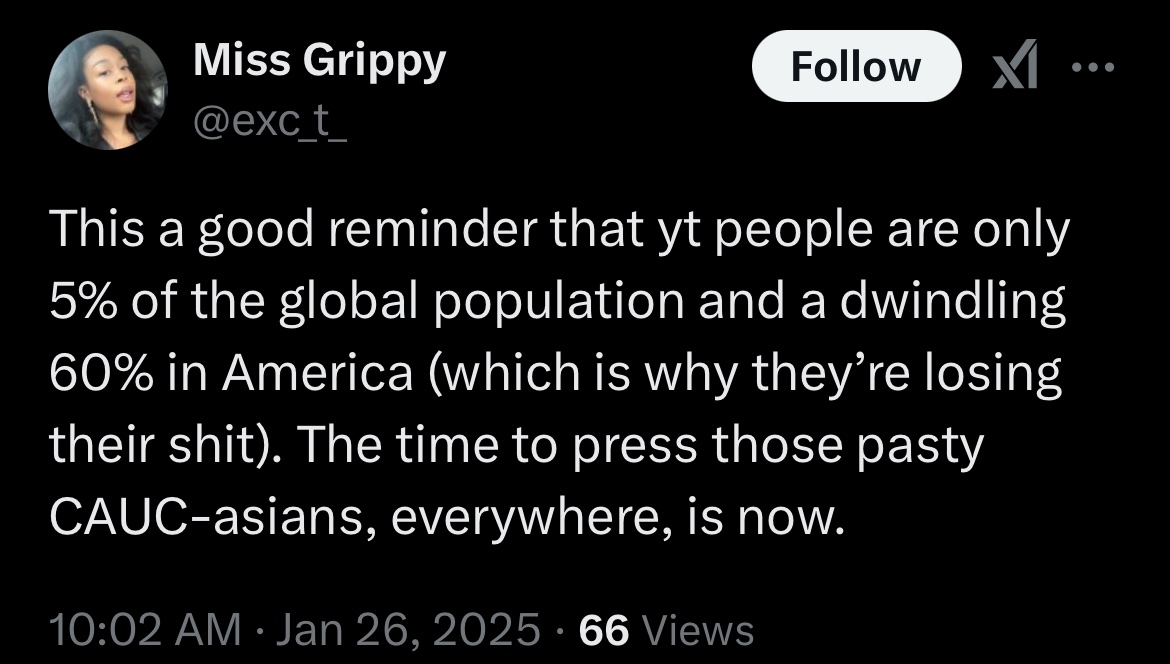 Miss Grippy
Follow
@exc_t_
This a good reminder that yt people are only
5% of the global population and a dwindling
60% in America (which is why they’re losing
their shit). The time to press those pasty
CAUC-asians, everywhere, is now.
10:02 AM · Jan 26, 2025 · 66 Views